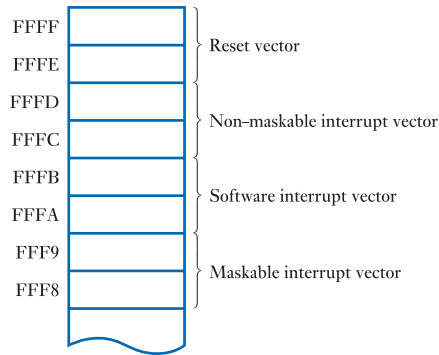 FFFF
Reset vector
FFFE
FFFD
Non–maskable interrupt vector
FFFC
FFFB
Software interrupt vector
FFFA
FFF9
Maskable interrupt vector
FFF8